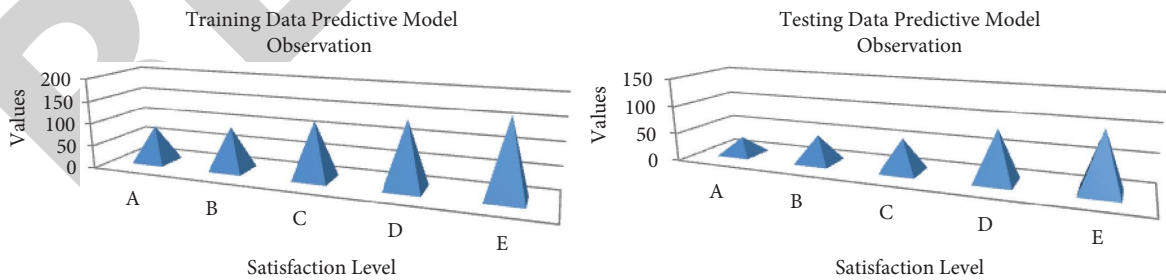 Training Data Predictive Model
Observation
200
150
100
50
0
Values
A
B
C
D
E
Satisfaction Level
Testing Data Predictive Model
Observation
150
100
50
0
Values
A
B
C
D
E
Satisfaction Level